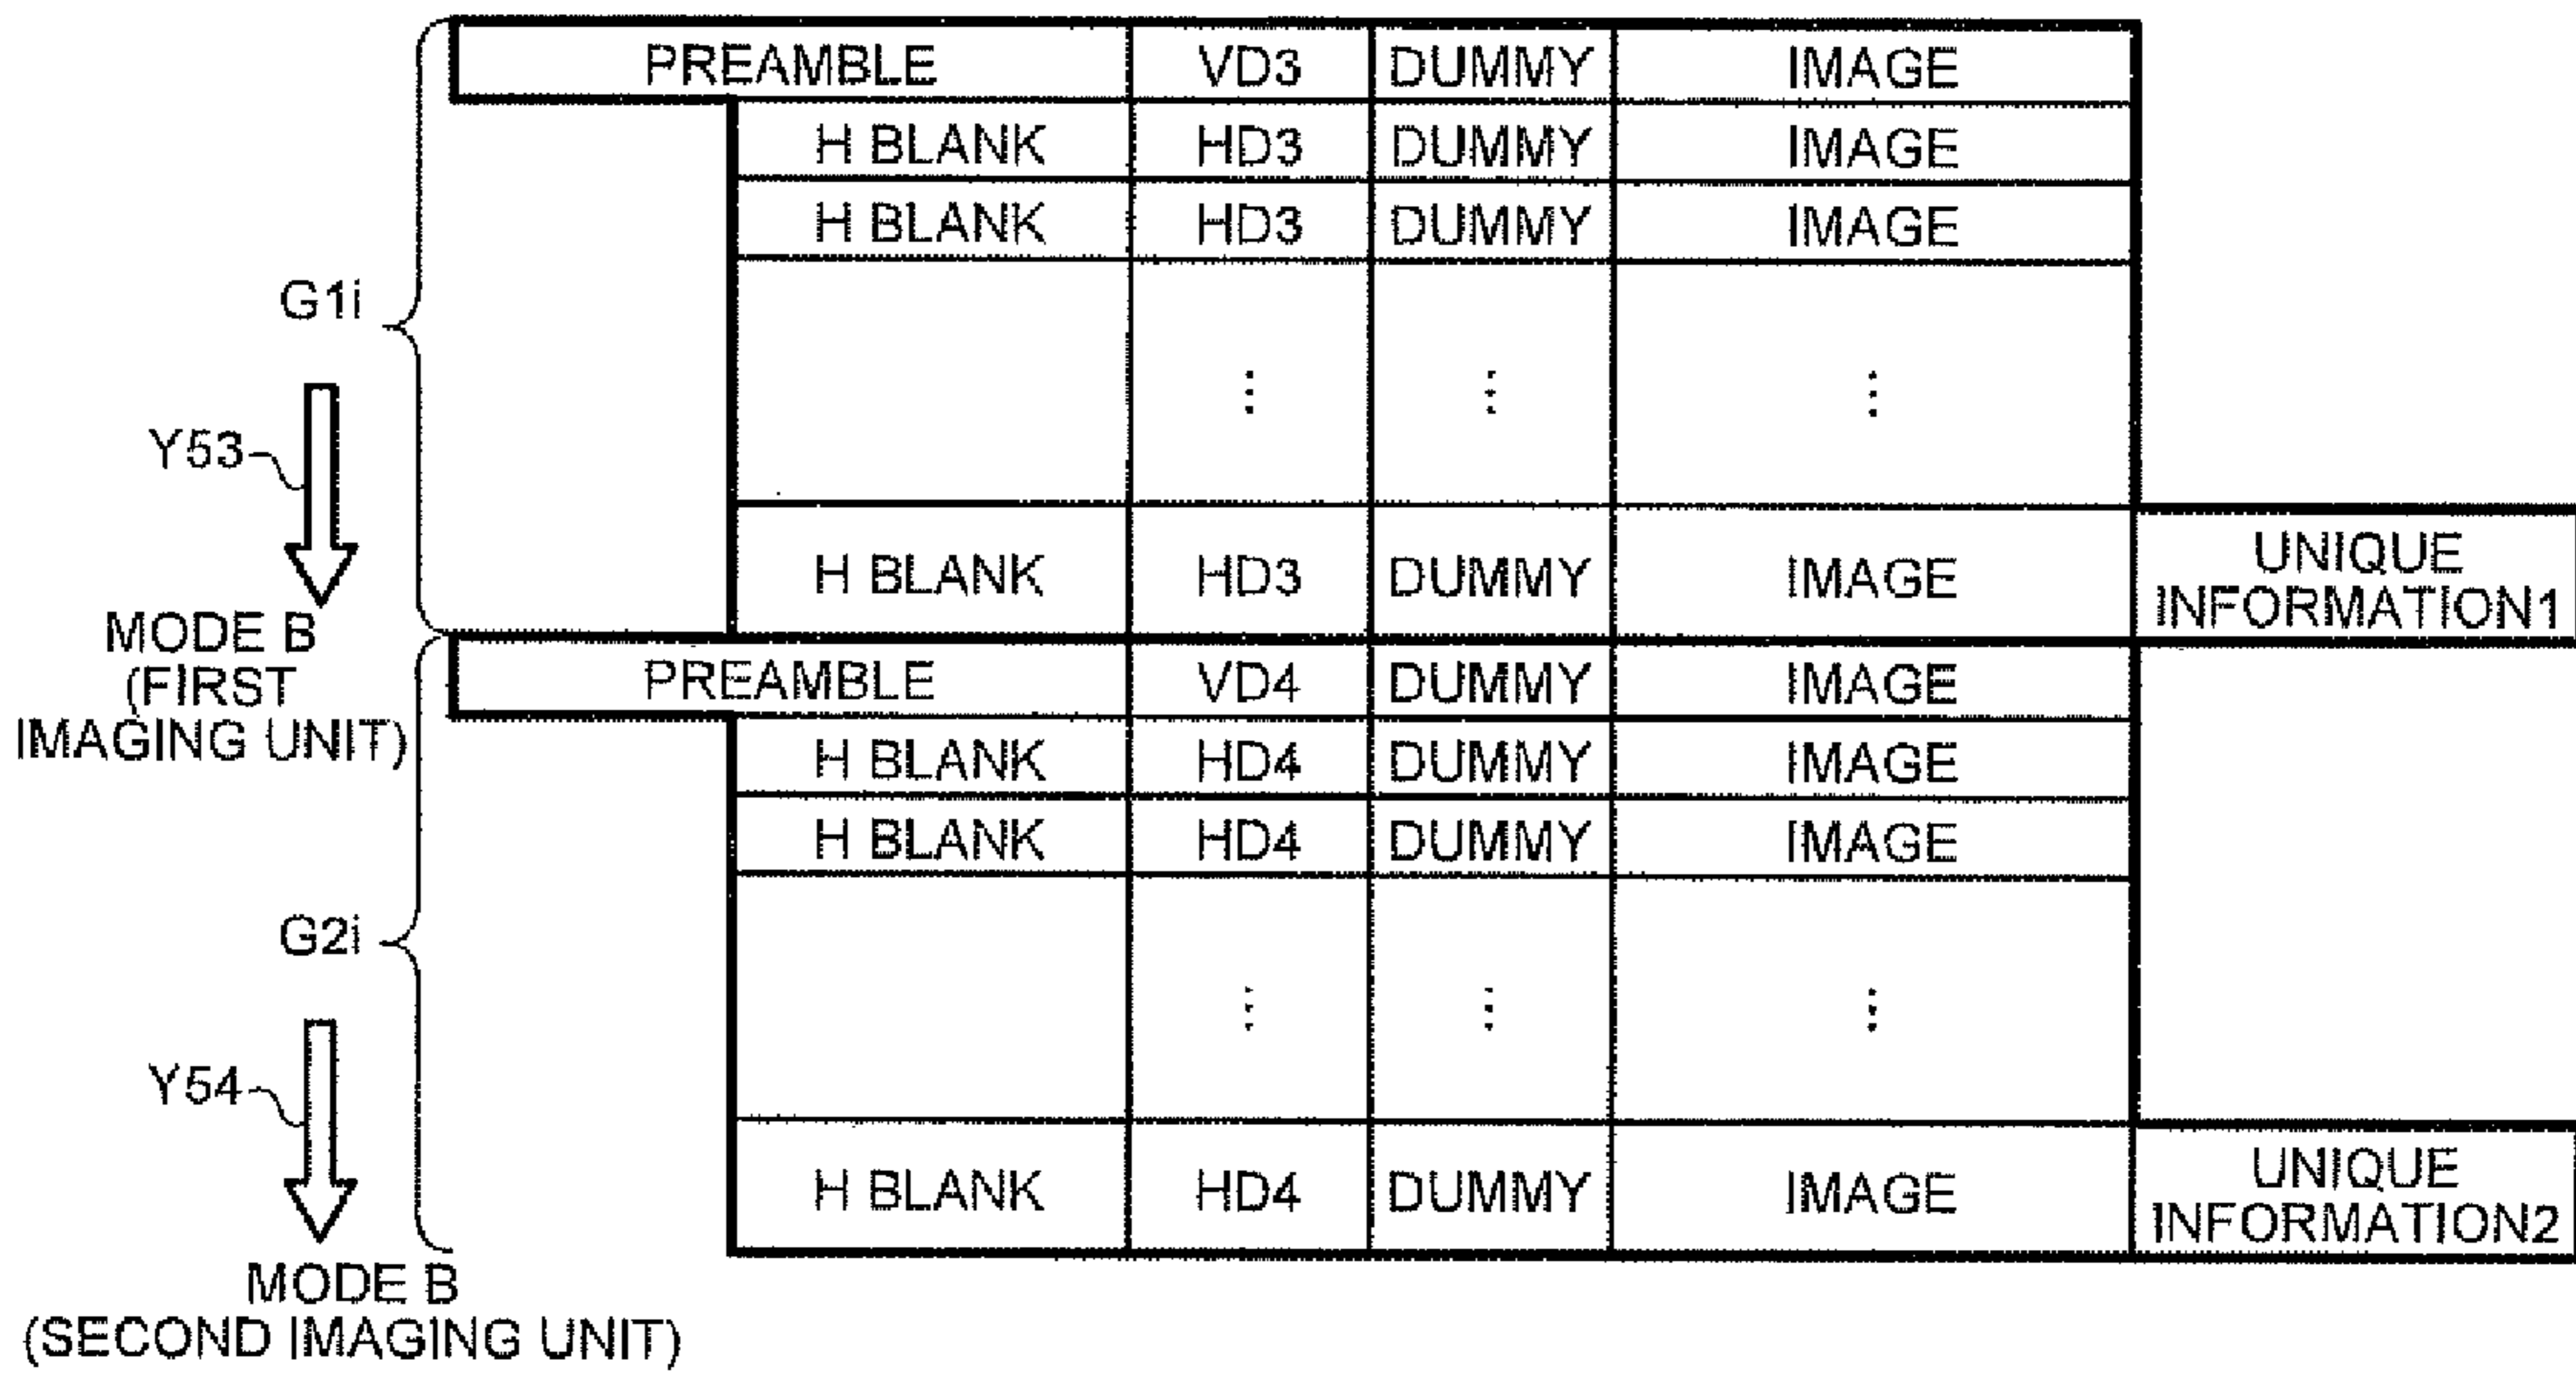 PREAMBLE VD3 DUMMY IMAGE
H BLANK HD3 DUMMY IMAGE
H BLANK HD3 DUMMY IMAGE
G1i
⋮ ⋮ ⋮
Y53
H BLANK HD3 DUMMY IMAGE UNIQUE
INFORMATION1
MODE B
(FIRST
IMAGING UNIT)
PREAMBLE VD4 DUMMY IMAGE
H BLANK HD4 DUMMY IMAGE
H BLANK HD4 DUMMY IMAGE
G2i
⋮ ⋮ ⋮
Y54
H BLANK HD4 DUMMY IMAGE UNIQUE
INFORMATION2
MODE B
(SECOND IMAGING UNIT)